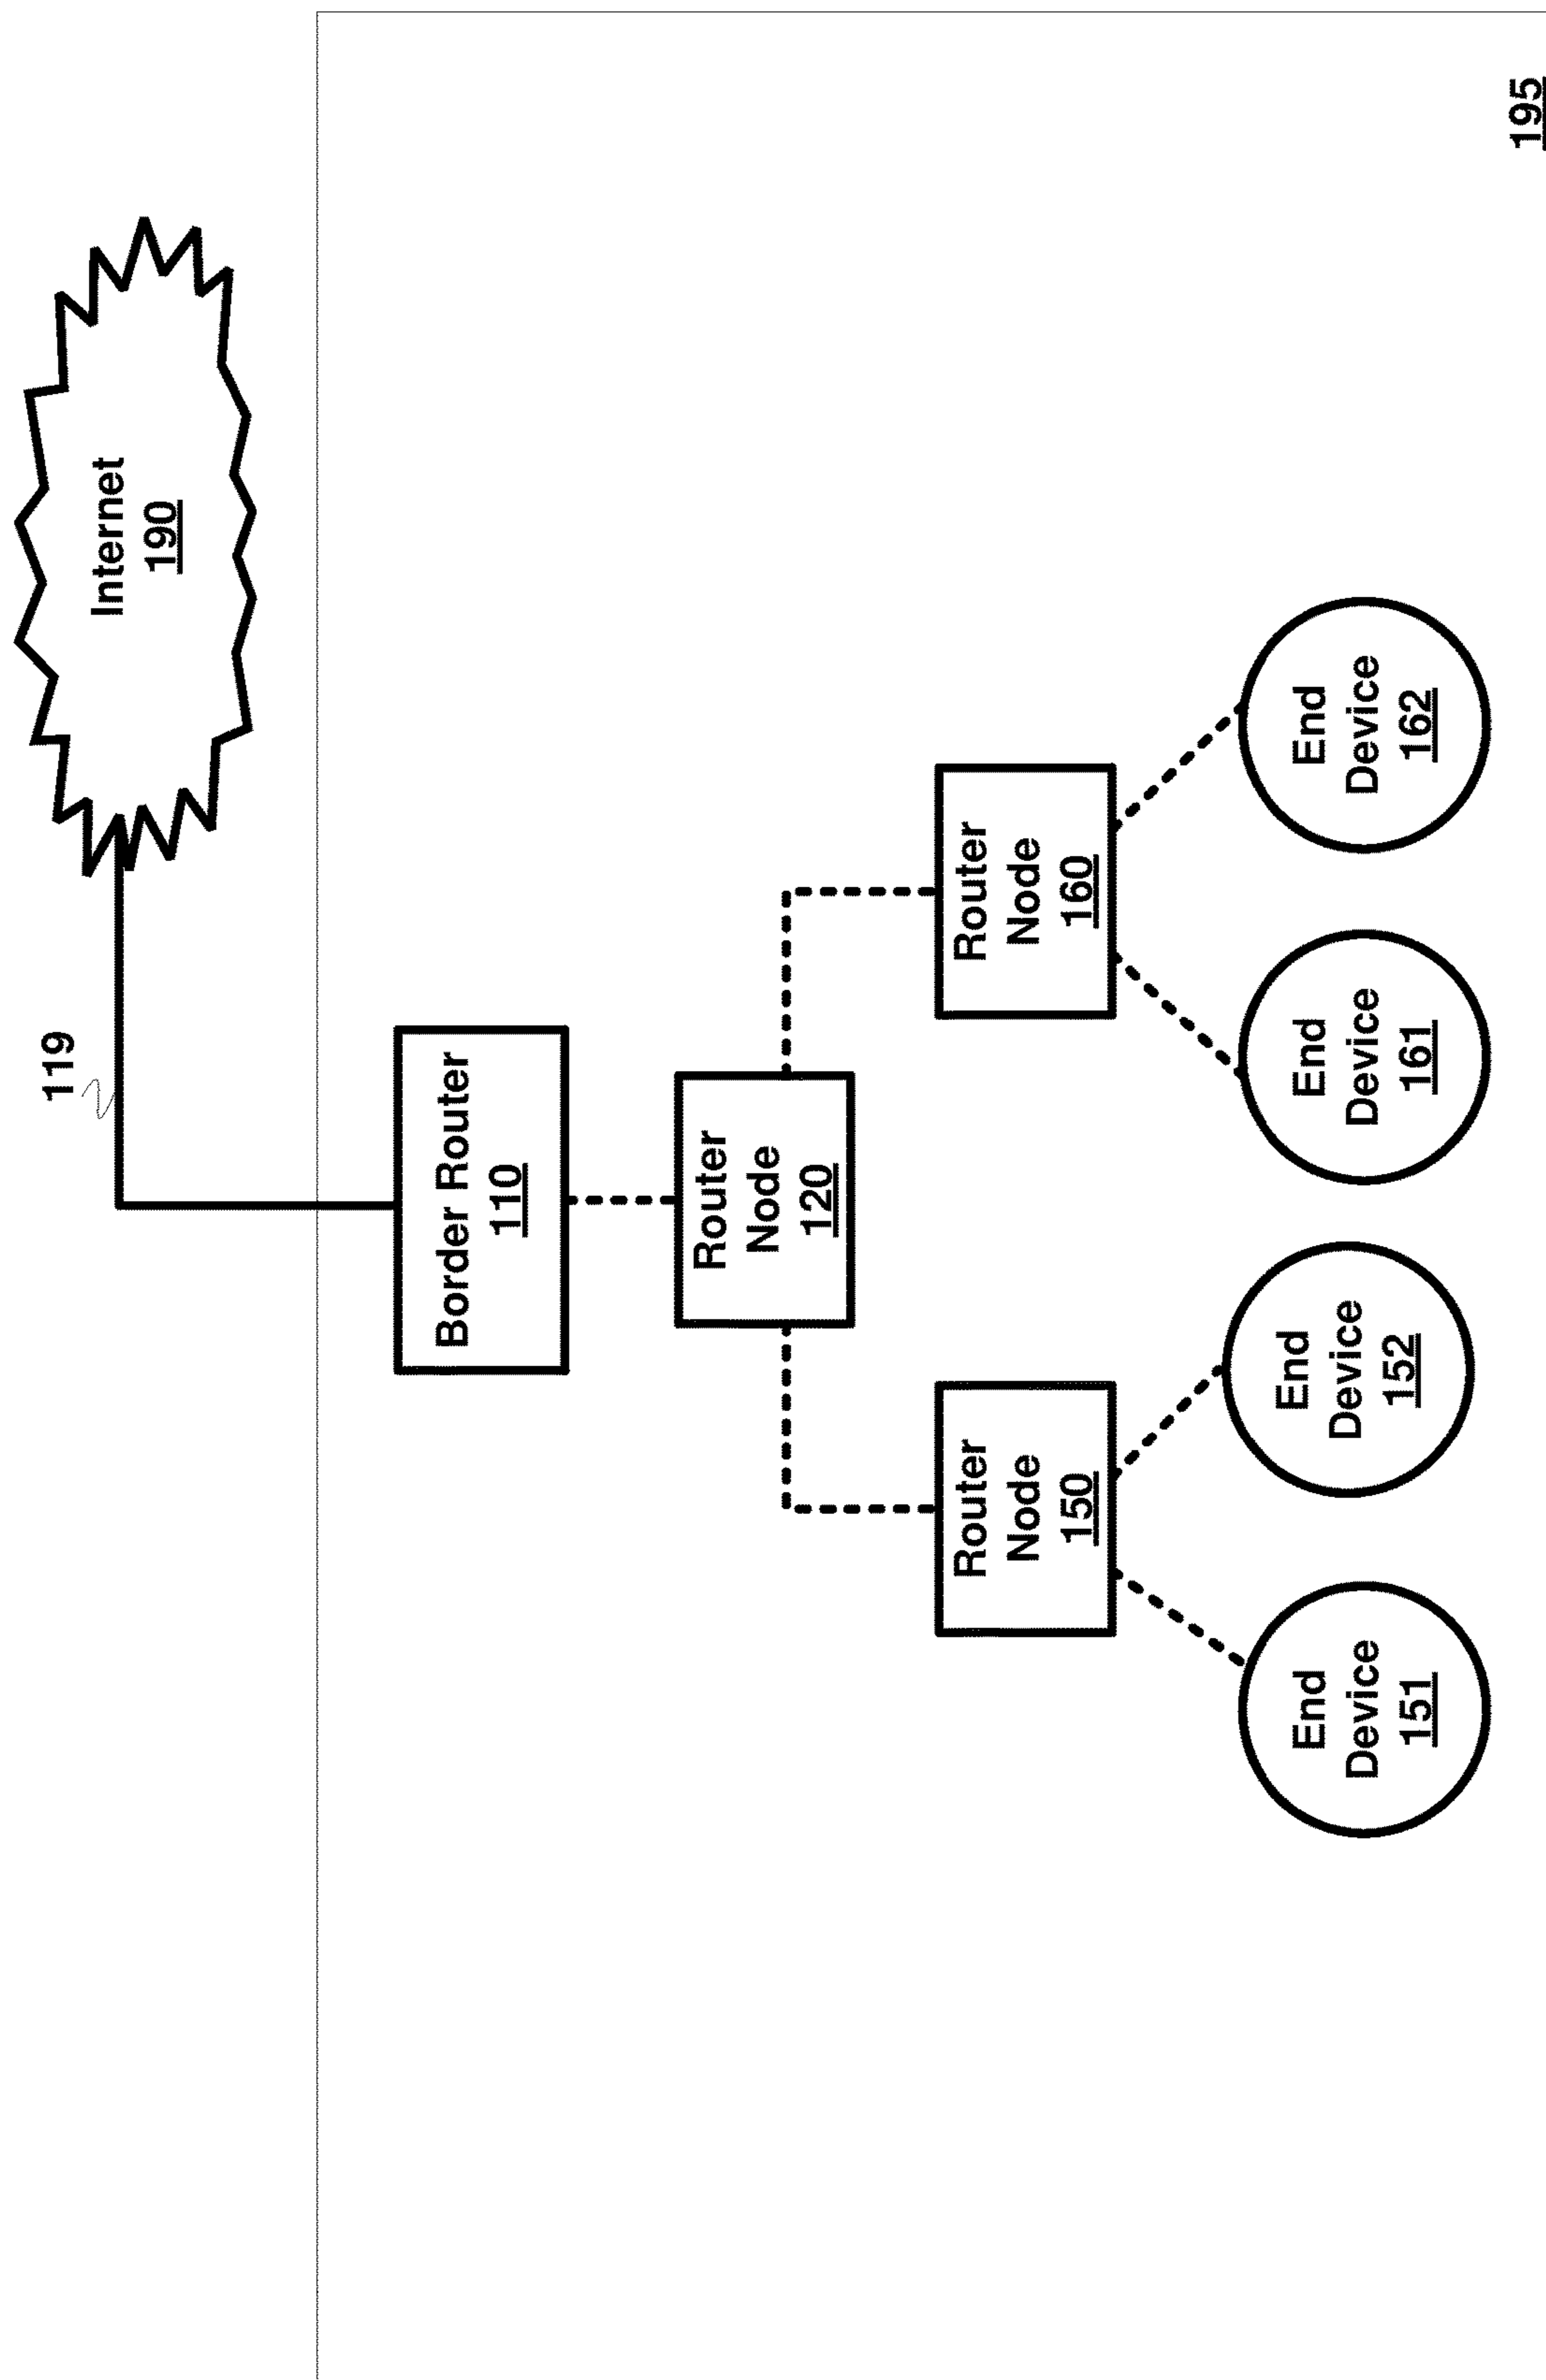 Internet
190
119
Border Router
110
Router
Node
120
Router
Node
150
Router
Node
160
End
Device
151
End
Device
152
End
Device
161
End
Device
162
195